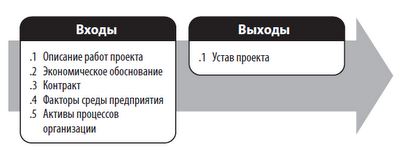 Входы
.1 Описание работ проекта
.2 Экономическое обоснование
.3 Контракт
.4 Факторы среды предприятия
.5 Активы процессов
организации
Выходы
.1 Устав проекта